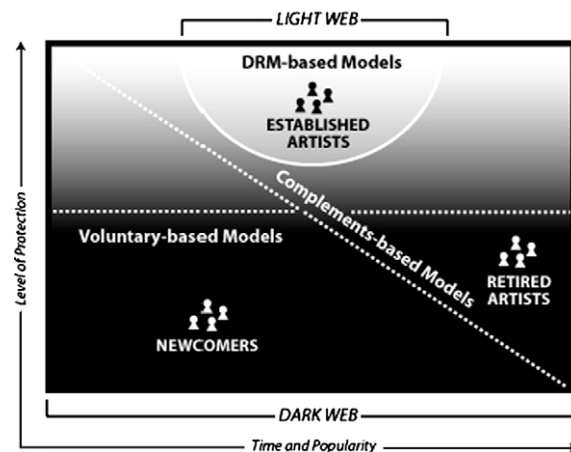 LIGHT WEB
DRM-based Models
ESTABLISHED
ARTISTS
Level of Protection
Complements-based Models
Voluntary-based Models
RETIRED
ARTISTS
NEWCOMERS
DARK WEB
Time and Popularity